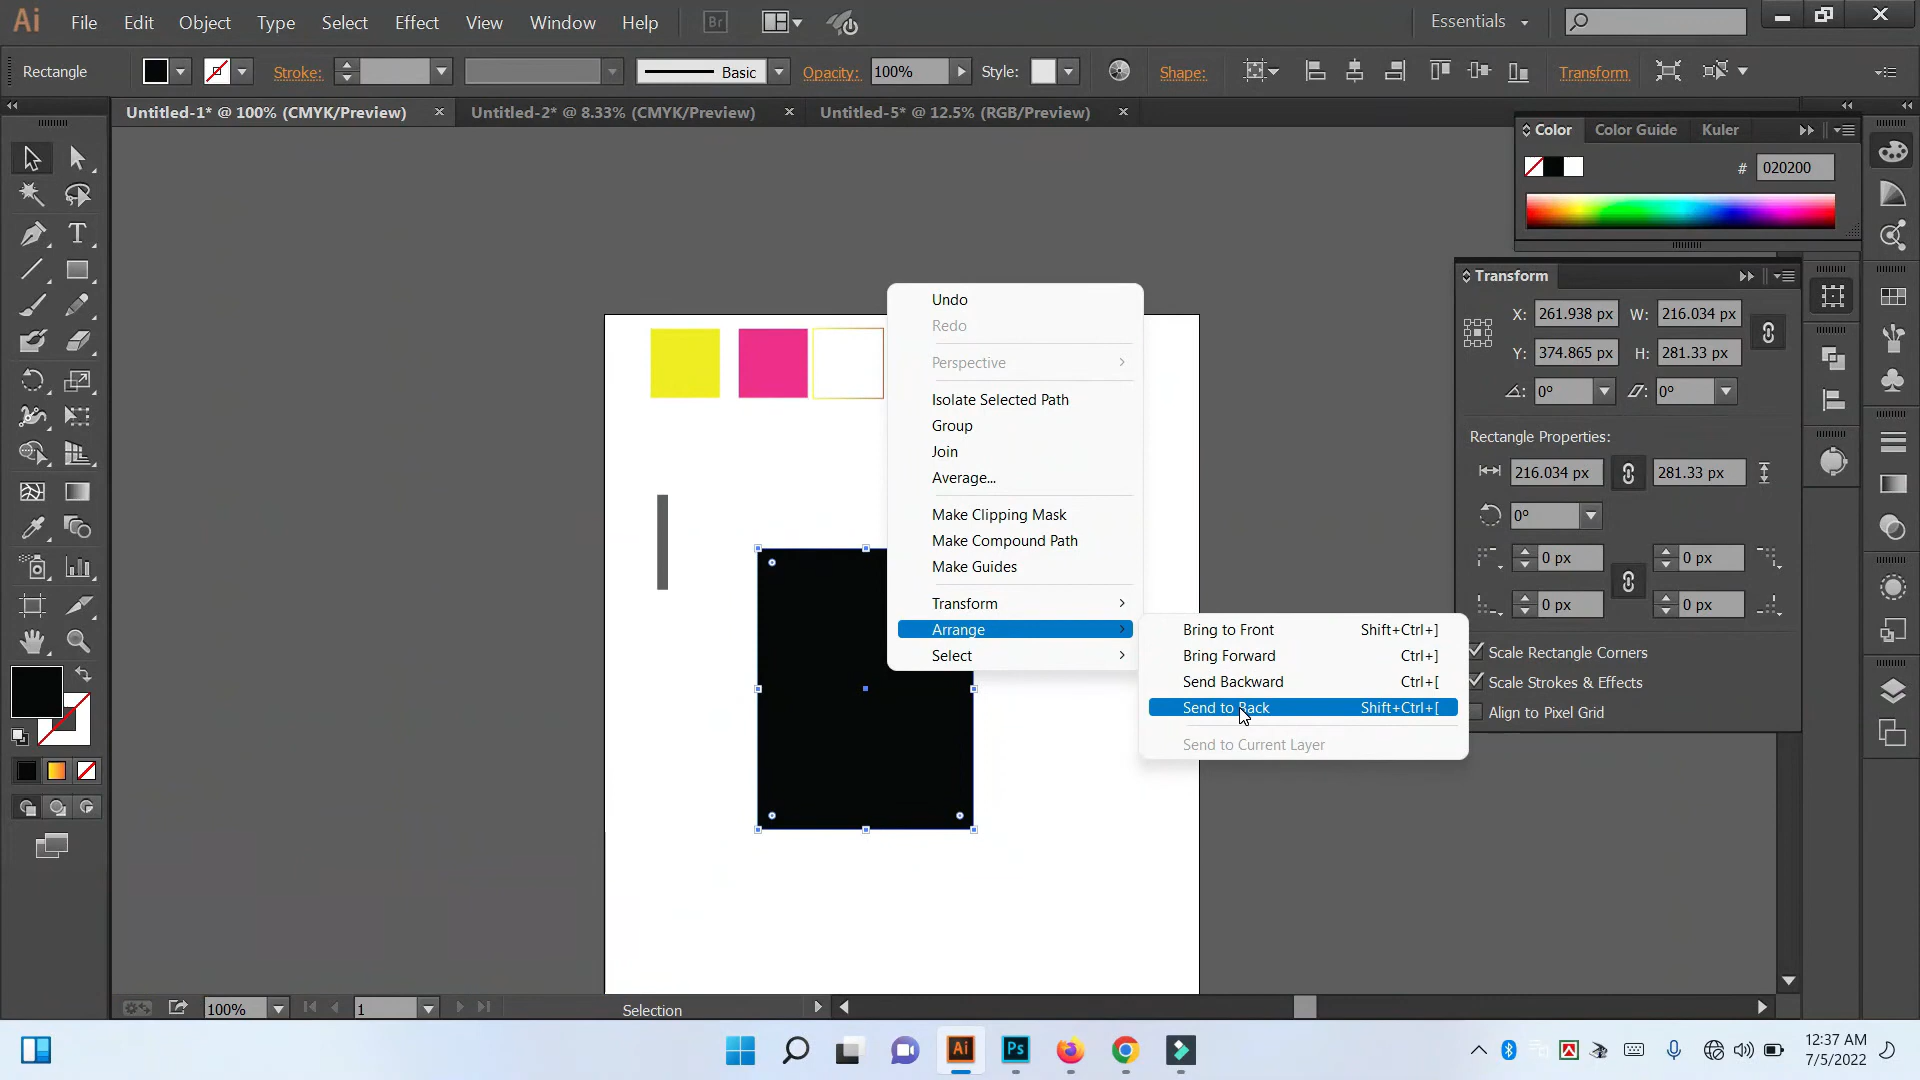 Ai File Edit Object Type Select Effect View Window Help Br Essentials
Rectangle Stroke: Basic Opacity: 100% Style: Shape: Transform
Untitled-1* @ 100% (CMYK/Preview) Untitled-2* @ 8.33% (CMYK/Preview) Untitled-5* @ 12.5% (RGB/Preview)
Color Color Guide Kuler
# 020200
Transform
X: 261.938 px W: 216.034 px
Y: 374.865 px H: 281.33 px
0° 0°
Rectangle Properties:
216.034 px 281.33 px
0°
0 px 0 px
0 px 0 px
Scale Rectangle Corners
Scale Strokes & Effects
Align to Pixel Grid
Undo
Redo
Perspective
Isolate Selected Path
Group
Join
Average...
Make Clipping Mask
Make Compound Path
Make Guides
Transform
Arrange
Select
Bring to Front Shift+Ctrl+]
Bring Forward Ctrl+]
Send Backward Ctrl+[
Send to Back Shift+Ctrl+[
Send to Current Layer
T
100% 1 Selection
Ai Ps
12:37 AM
7/5/2022